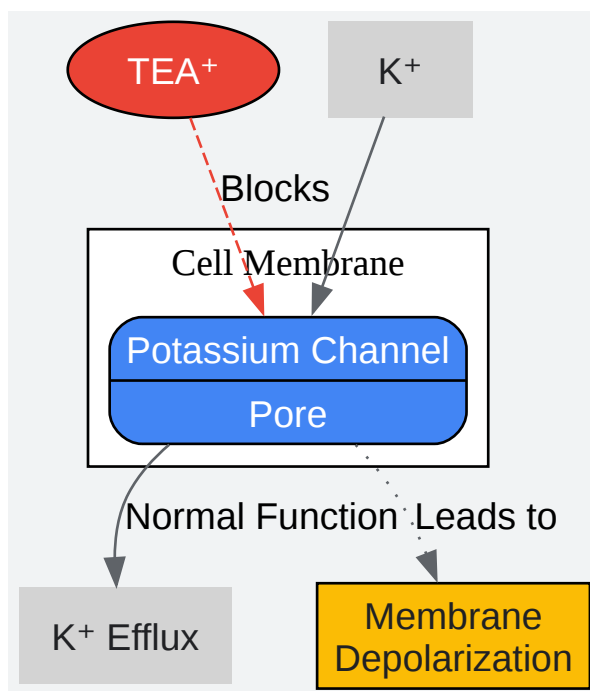 TEA⁺
K⁺
Blocks
Cell Membrane
Potassium Channel
Pore
Normal Function
Leads to
K⁺ Efflux
Membrane
Depolarization